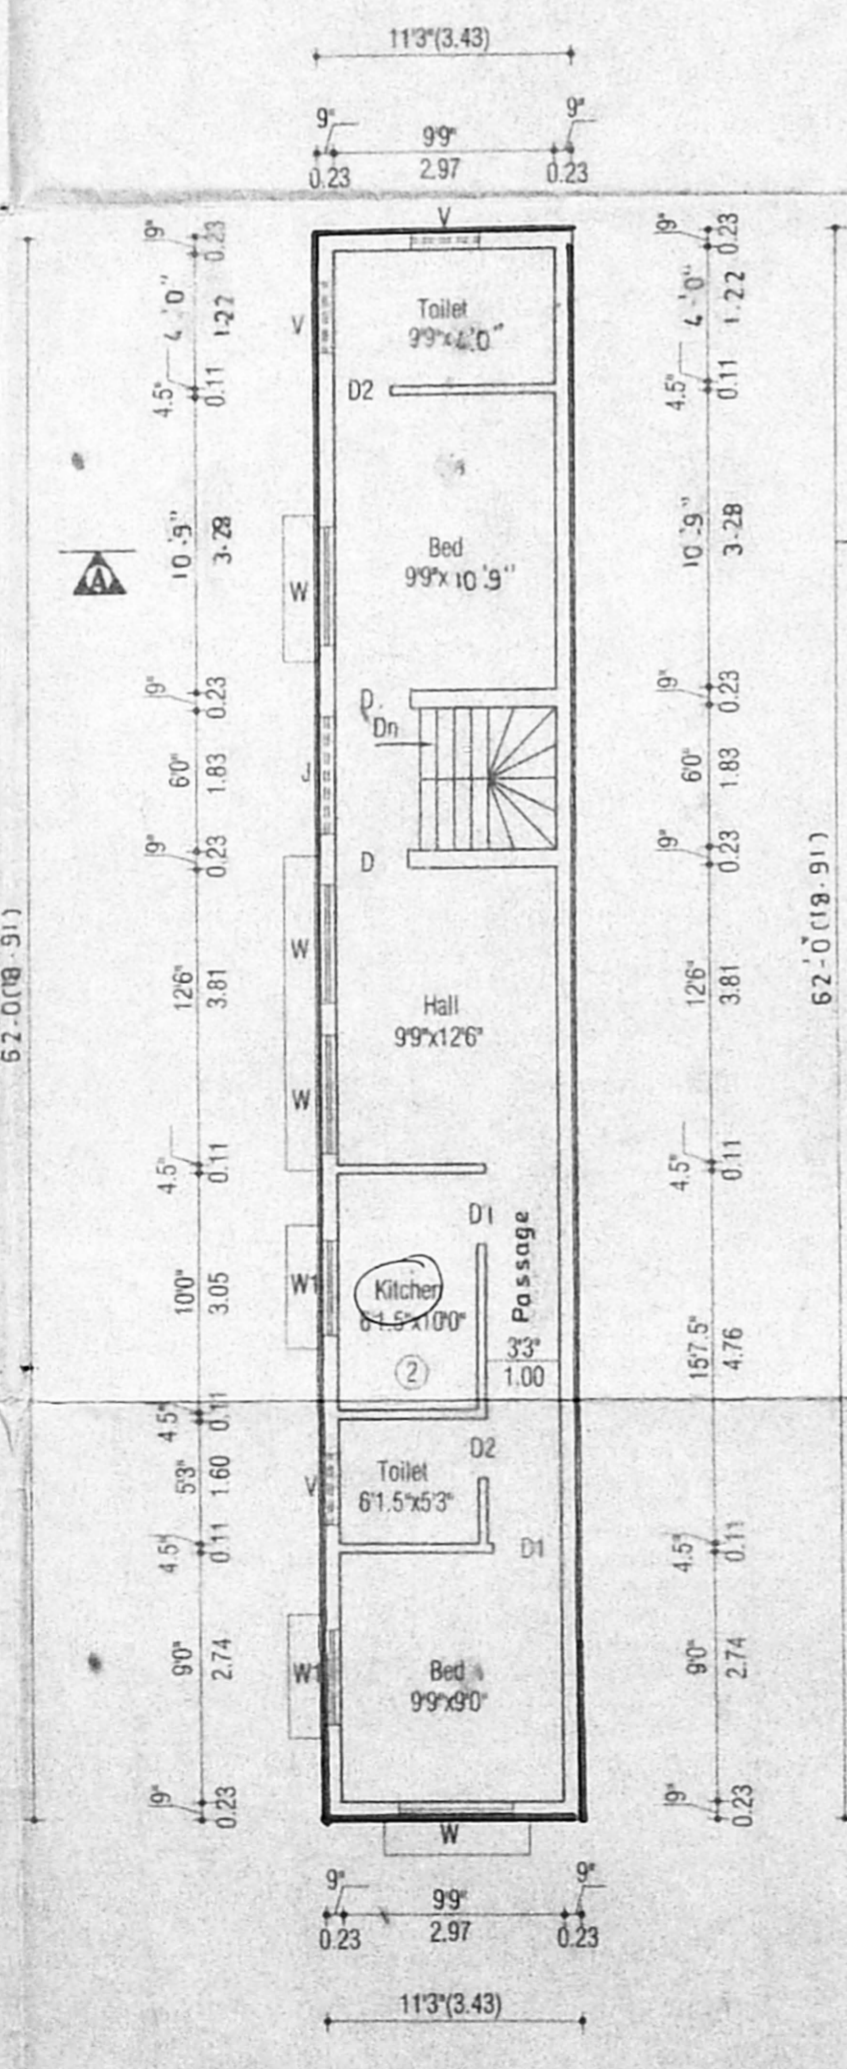 11'3"(3.43)
9" 9'9" 9"
0.23 2.97 0.23
V
9" 0.23
4'0" 1.22
4.5" 0.11
10'9" 3.28
9" 0.23
6'0" 1.83
9" 0.23
12'6" 3.81
4.5" 0.11
10'0" 3.05
4.5" 0.11
5'3" 1.60
4.5" 0.11
9'0" 2.74
9" 0.23
62'-0"(18.91)
A
V
Toilet
9'9"x4'0"
D2
Bed
9'9"x10'9"
W
D
Dn
J
D
W
Hall
9'9"x12'6"
W
D1
Passage
W1
Kitchen
6'1.5"x10'0"
3'3"
1.00
2
D2
V
Toilet
6'1.5"x5'3"
D1
W1
Bed
9'9"x9'0"
W
9" 0.23
4'0" 1.22
4.5" 0.11
10'9" 3-28
9" 0.23
6'0" 1.83
9" 0.23
12'6" 3.81
4.5" 0.11
15'7.5" 4.76
4.5" 0.11
9'0" 2.74
9" 0.23
62'-0"(18.91)
9" 9'9" 9"
0.23 2.97 0.23
11'3"(3.43)